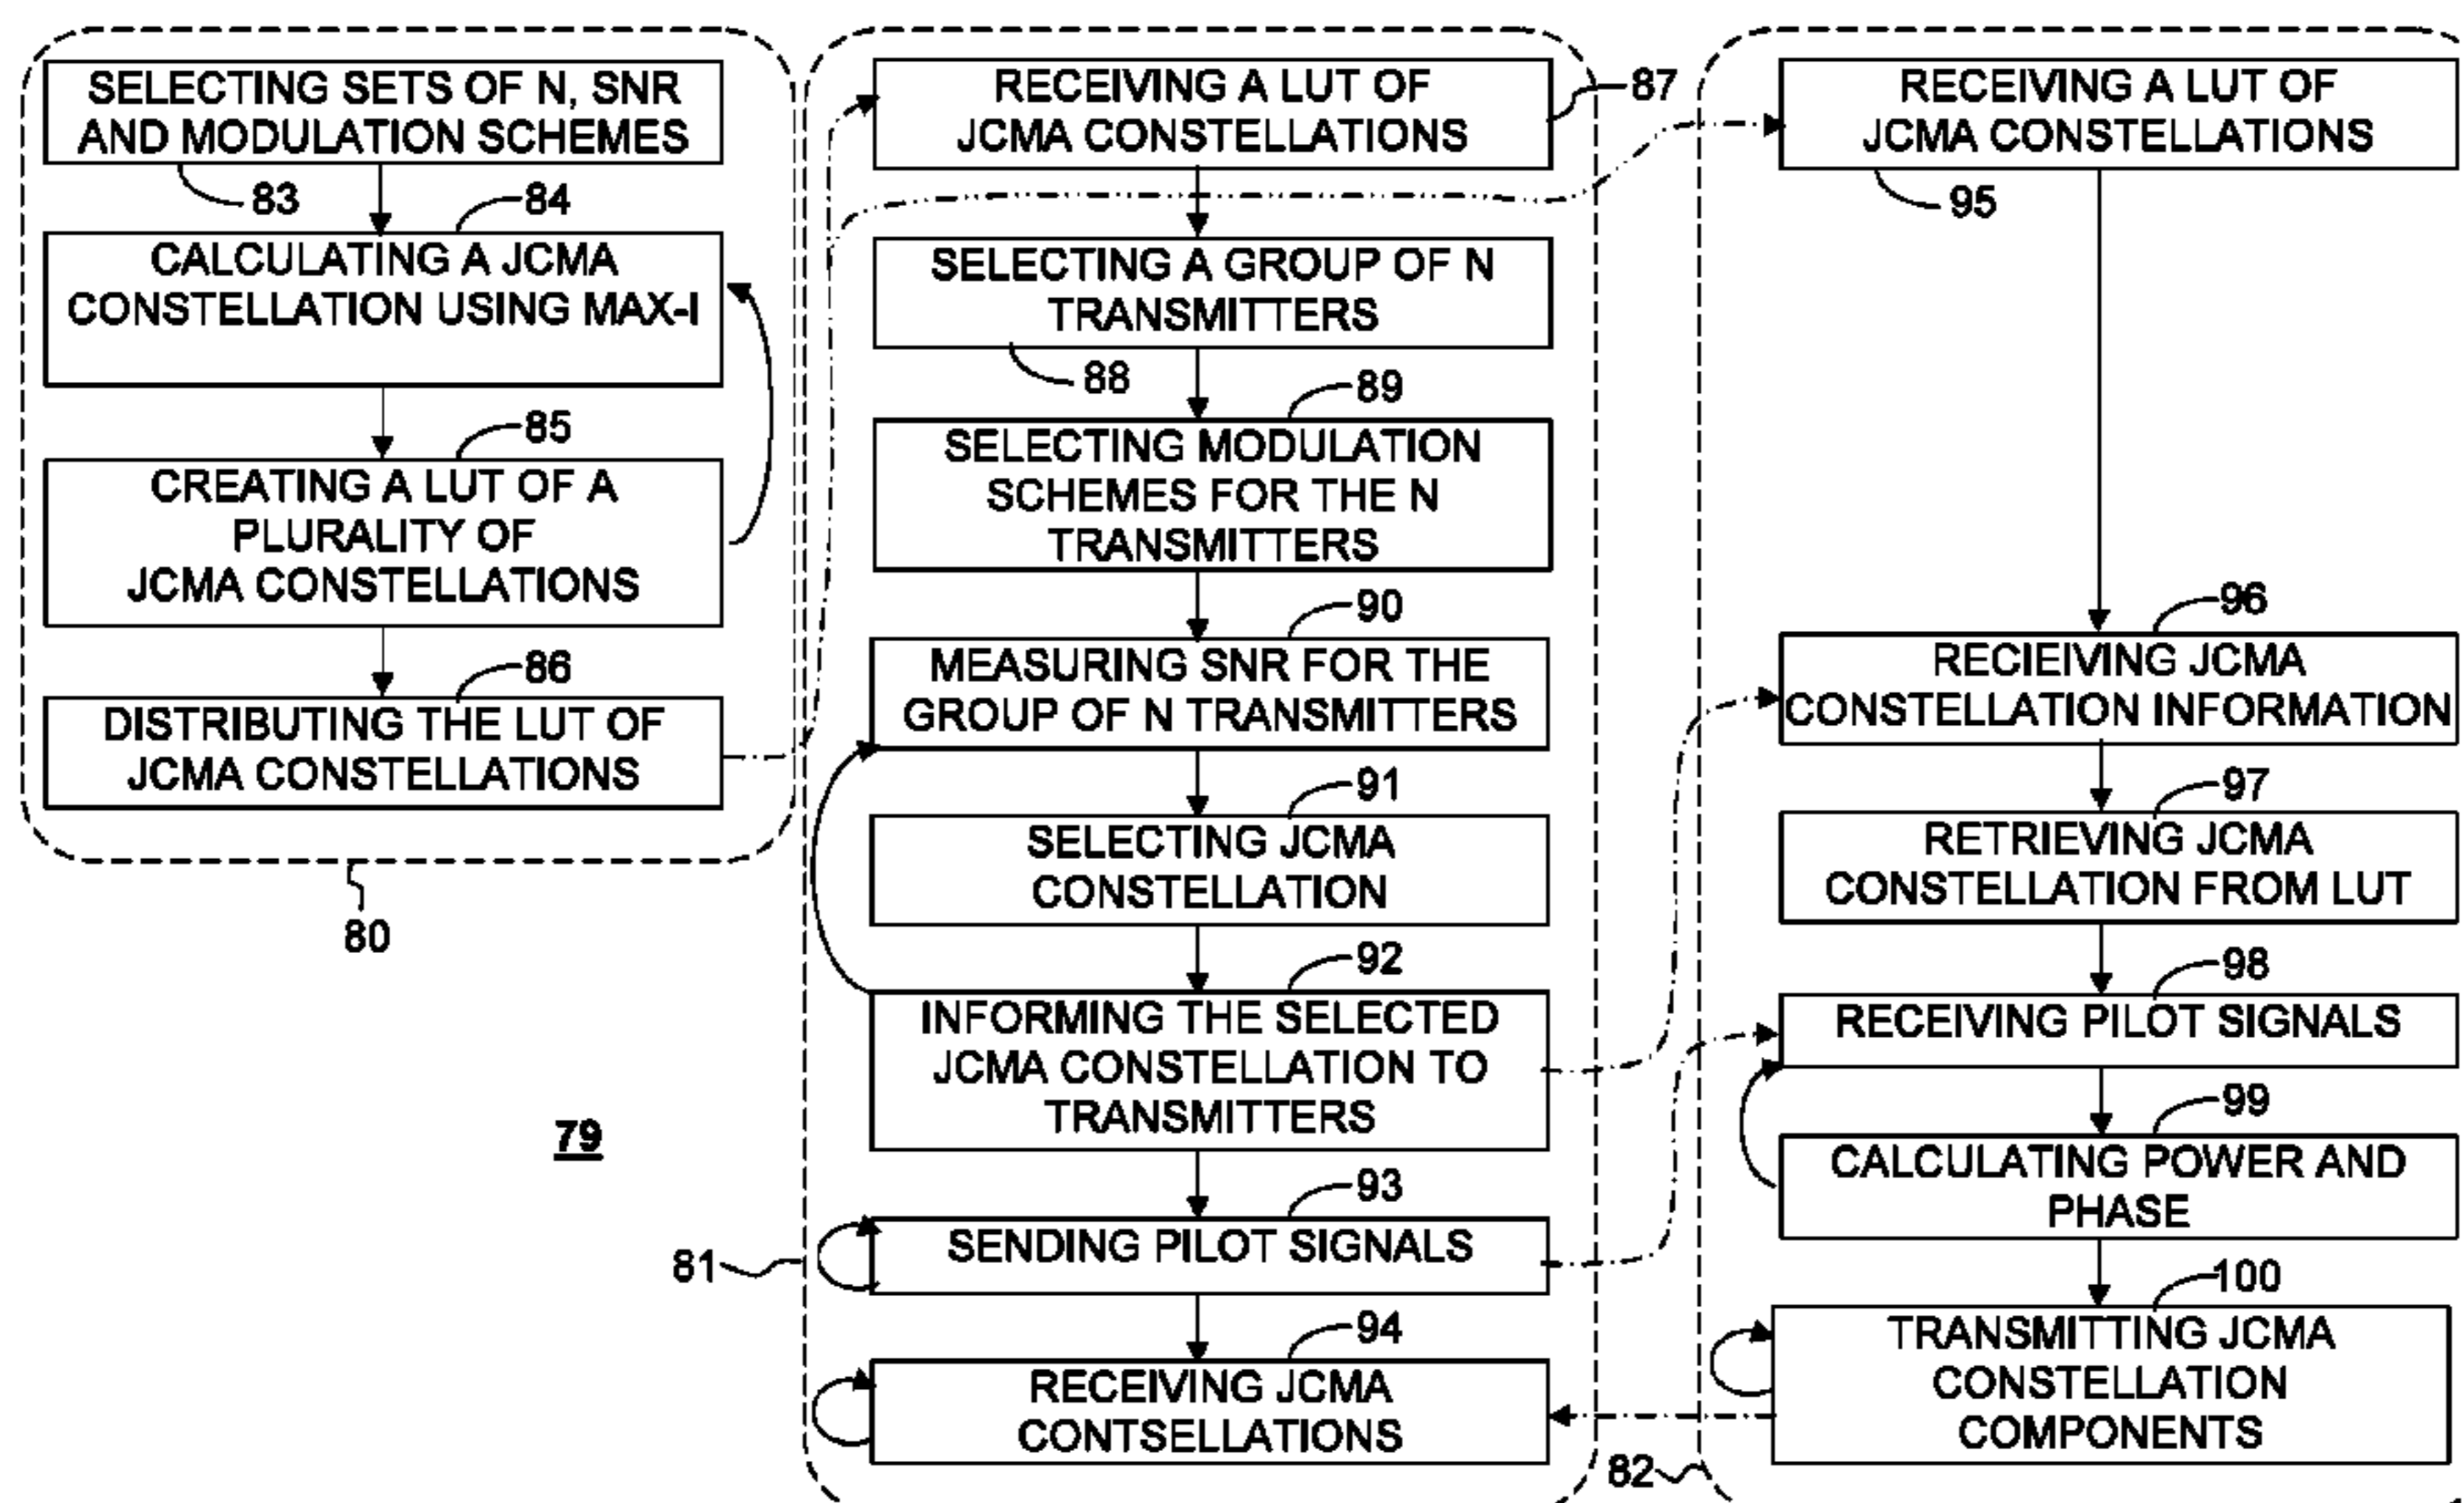 SELECTING SETS OF N, SNR
AND MODULATION SCHEMES
83
84
CALCULATING A JCMA
CONSTELLATION USING MAX-I
85
CREATING A LUT OF A
PLURALITY OF
JCMA CONSTELLATIONS
86
DISTRIBUTING THE LUT OF
JCMA CONSTELLATIONS
80
79
RECEIVING A LUT OF
JCMA CONSTELLATIONS
87
SELECTING A GROUP OF N
TRANSMITTERS
88
89
SELECTING MODULATION
SCHEMES FOR THE N
TRANSMITTERS
90
MEASURING SNR FOR THE
GROUP OF N TRANSMITTERS
91
SELECTING JCMA
CONSTELLATION
92
INFORMING THE SELECTED
JCMA CONSTELLATION TO
TRANSMITTERS
93
SENDING PILOT SIGNALS
81
94
RECEIVING JCMA
CONTSELLATIONS
RECEIVING A LUT OF
JCMA CONSTELLATIONS
95
96
RECIEIVING JCMA
CONSTELLATION INFORMATION
97
RETRIEVING JCMA
CONSTELLATION FROM LUT
98
RECEIVING PILOT SIGNALS
99
CALCULATING POWER AND
PHASE
100
TRANSMITTING JCMA
CONSTELLATION
COMPONENTS
82